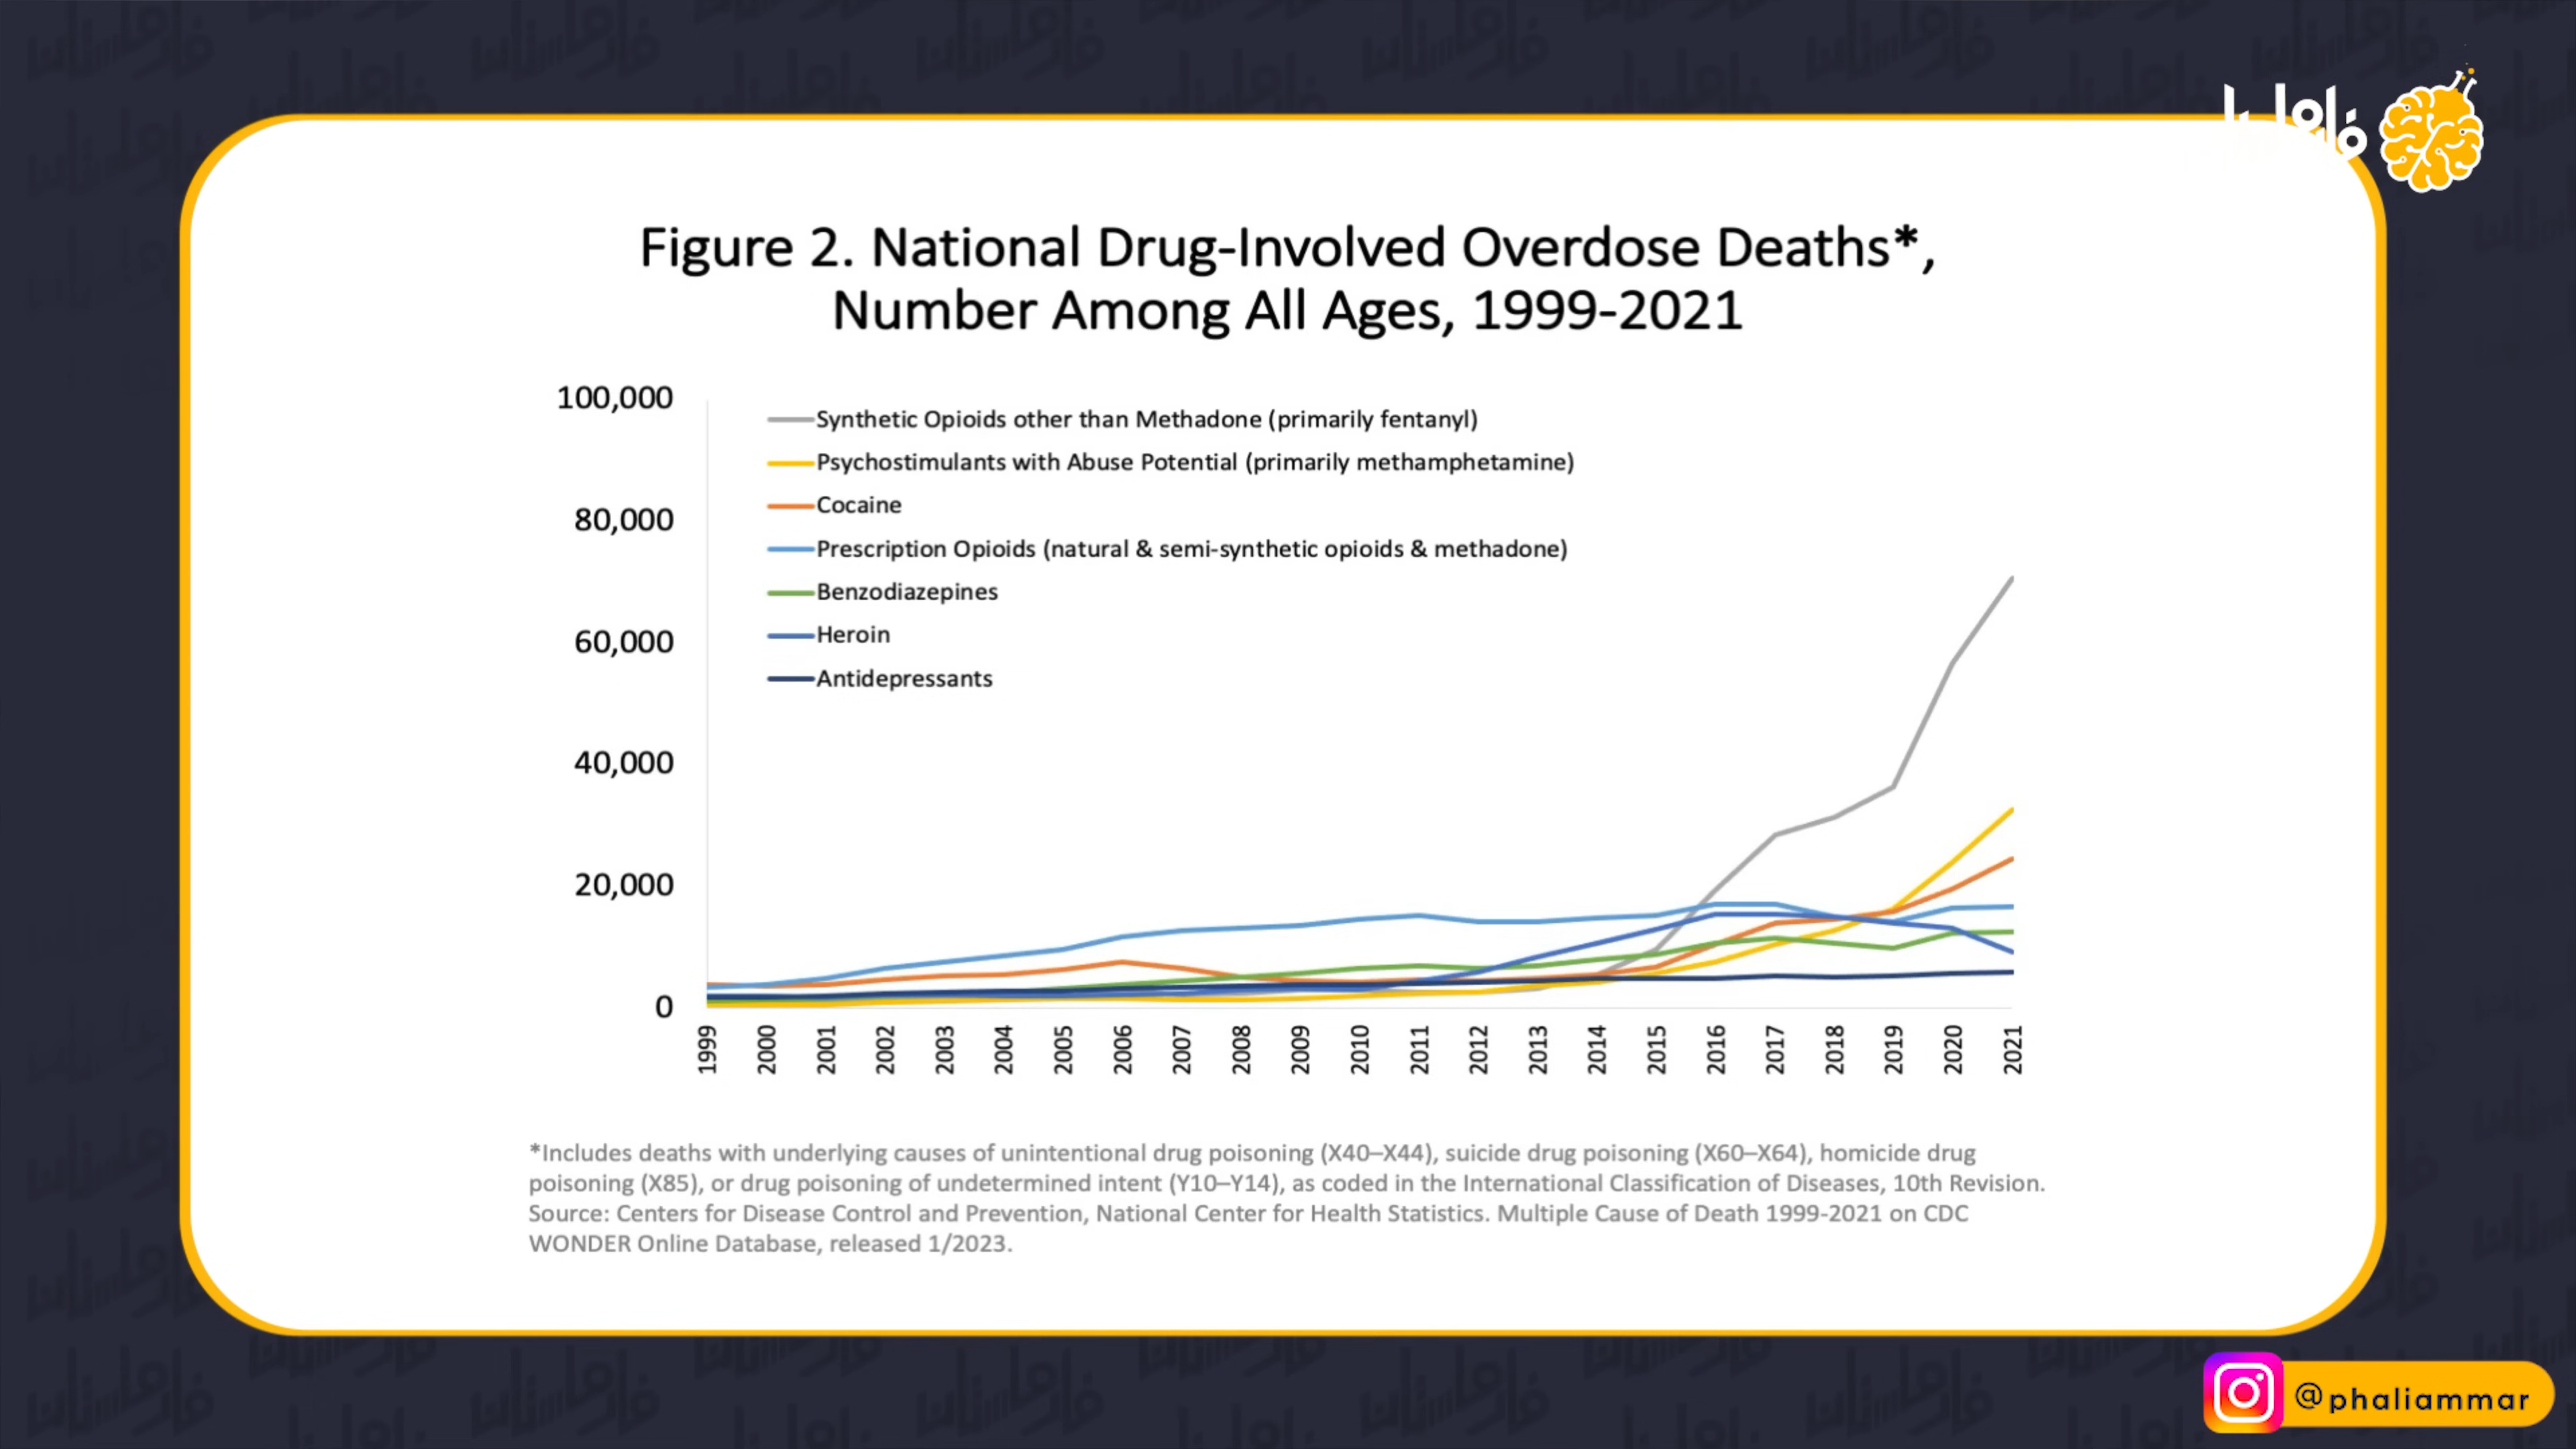 Figure 2. National Drug-Involved Overdose Deaths*,
Number Among All Ages, 1999-2021
100,000
80,000
60,000
40,000
20,000
0
Synthetic Opioids other than Methadone (primarily fentanyl)
Psychostimulants with Abuse Potential (primarily methamphetamine)
Cocaine
Prescription Opioids (natural & semi-synthetic opioids & methadone)
Benzodiazepines
Heroin
Antidepressants
1999 2000 2001 2002 2003 2004 2005 2006 2007 2008 2009 2010 2011 2012 2013 2014 2015 2016 2017 2018 2019 2020 2021
*Includes deaths with underlying causes of unintentional drug poisoning (X40–X44), suicide drug poisoning (X60–X64), homicide drug
poisoning (X85), or drug poisoning of undetermined intent (Y10–Y14), as coded in the International Classification of Diseases, 10th Revision.
Source: Centers for Disease Control and Prevention, National Center for Health Statistics. Multiple Cause of Death 1999-2021 on CDC
WONDER Online Database, released 1/2023.
@phaliammar